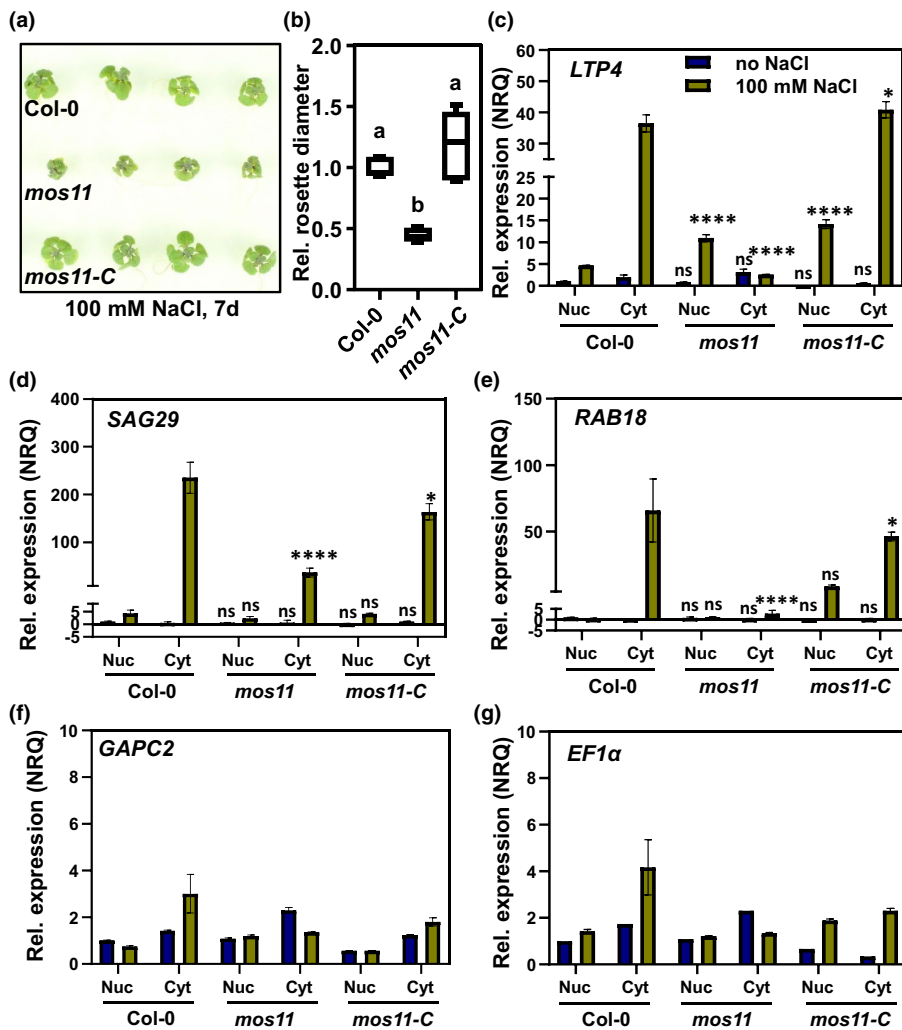 (a)
Col-0
mos11
mos11-C
100 mM NaCl, 7d
(b)
Rel. rosette diameter
2.0
1.5
1.0
0.5
0.0
a
b
a
Col-0
mos11
mos11-C
(c)
Rel. expression (NRQ)
60
50
40
30
20
15
10
5
0
LTP4
no NaCl
100 mM NaCl
ns
****
ns
****
ns
****
ns
*
Nuc Cyt Nuc Cyt Nuc Cyt
Col-0 mos11 mos11-C
(d)
Rel. expression (NRQ)
400
300
200
100
5
0
-5
SAG29
ns
ns
ns
****
ns
ns
ns
*
Nuc Cyt Nuc Cyt Nuc Cyt
Col-0 mos11 mos11-C
(e)
Rel. expression (NRQ)
150
100
50
5
0
-5
RAB18
ns
ns
ns
****
ns
ns
ns
*
Nuc Cyt Nuc Cyt Nuc Cyt
Col-0 mos11 mos11-C
(f)
Rel. expression (NRQ)
10
8
6
4
2
0
GAPC2
Nuc Cyt Nuc Cyt Nuc Cyt
Col-0 mos11 mos11-C
(g)
Rel. expression (NRQ)
10
8
6
4
2
0
EF1α
Nuc Cyt Nuc Cyt Nuc Cyt
Col-0 mos11 mos11-C